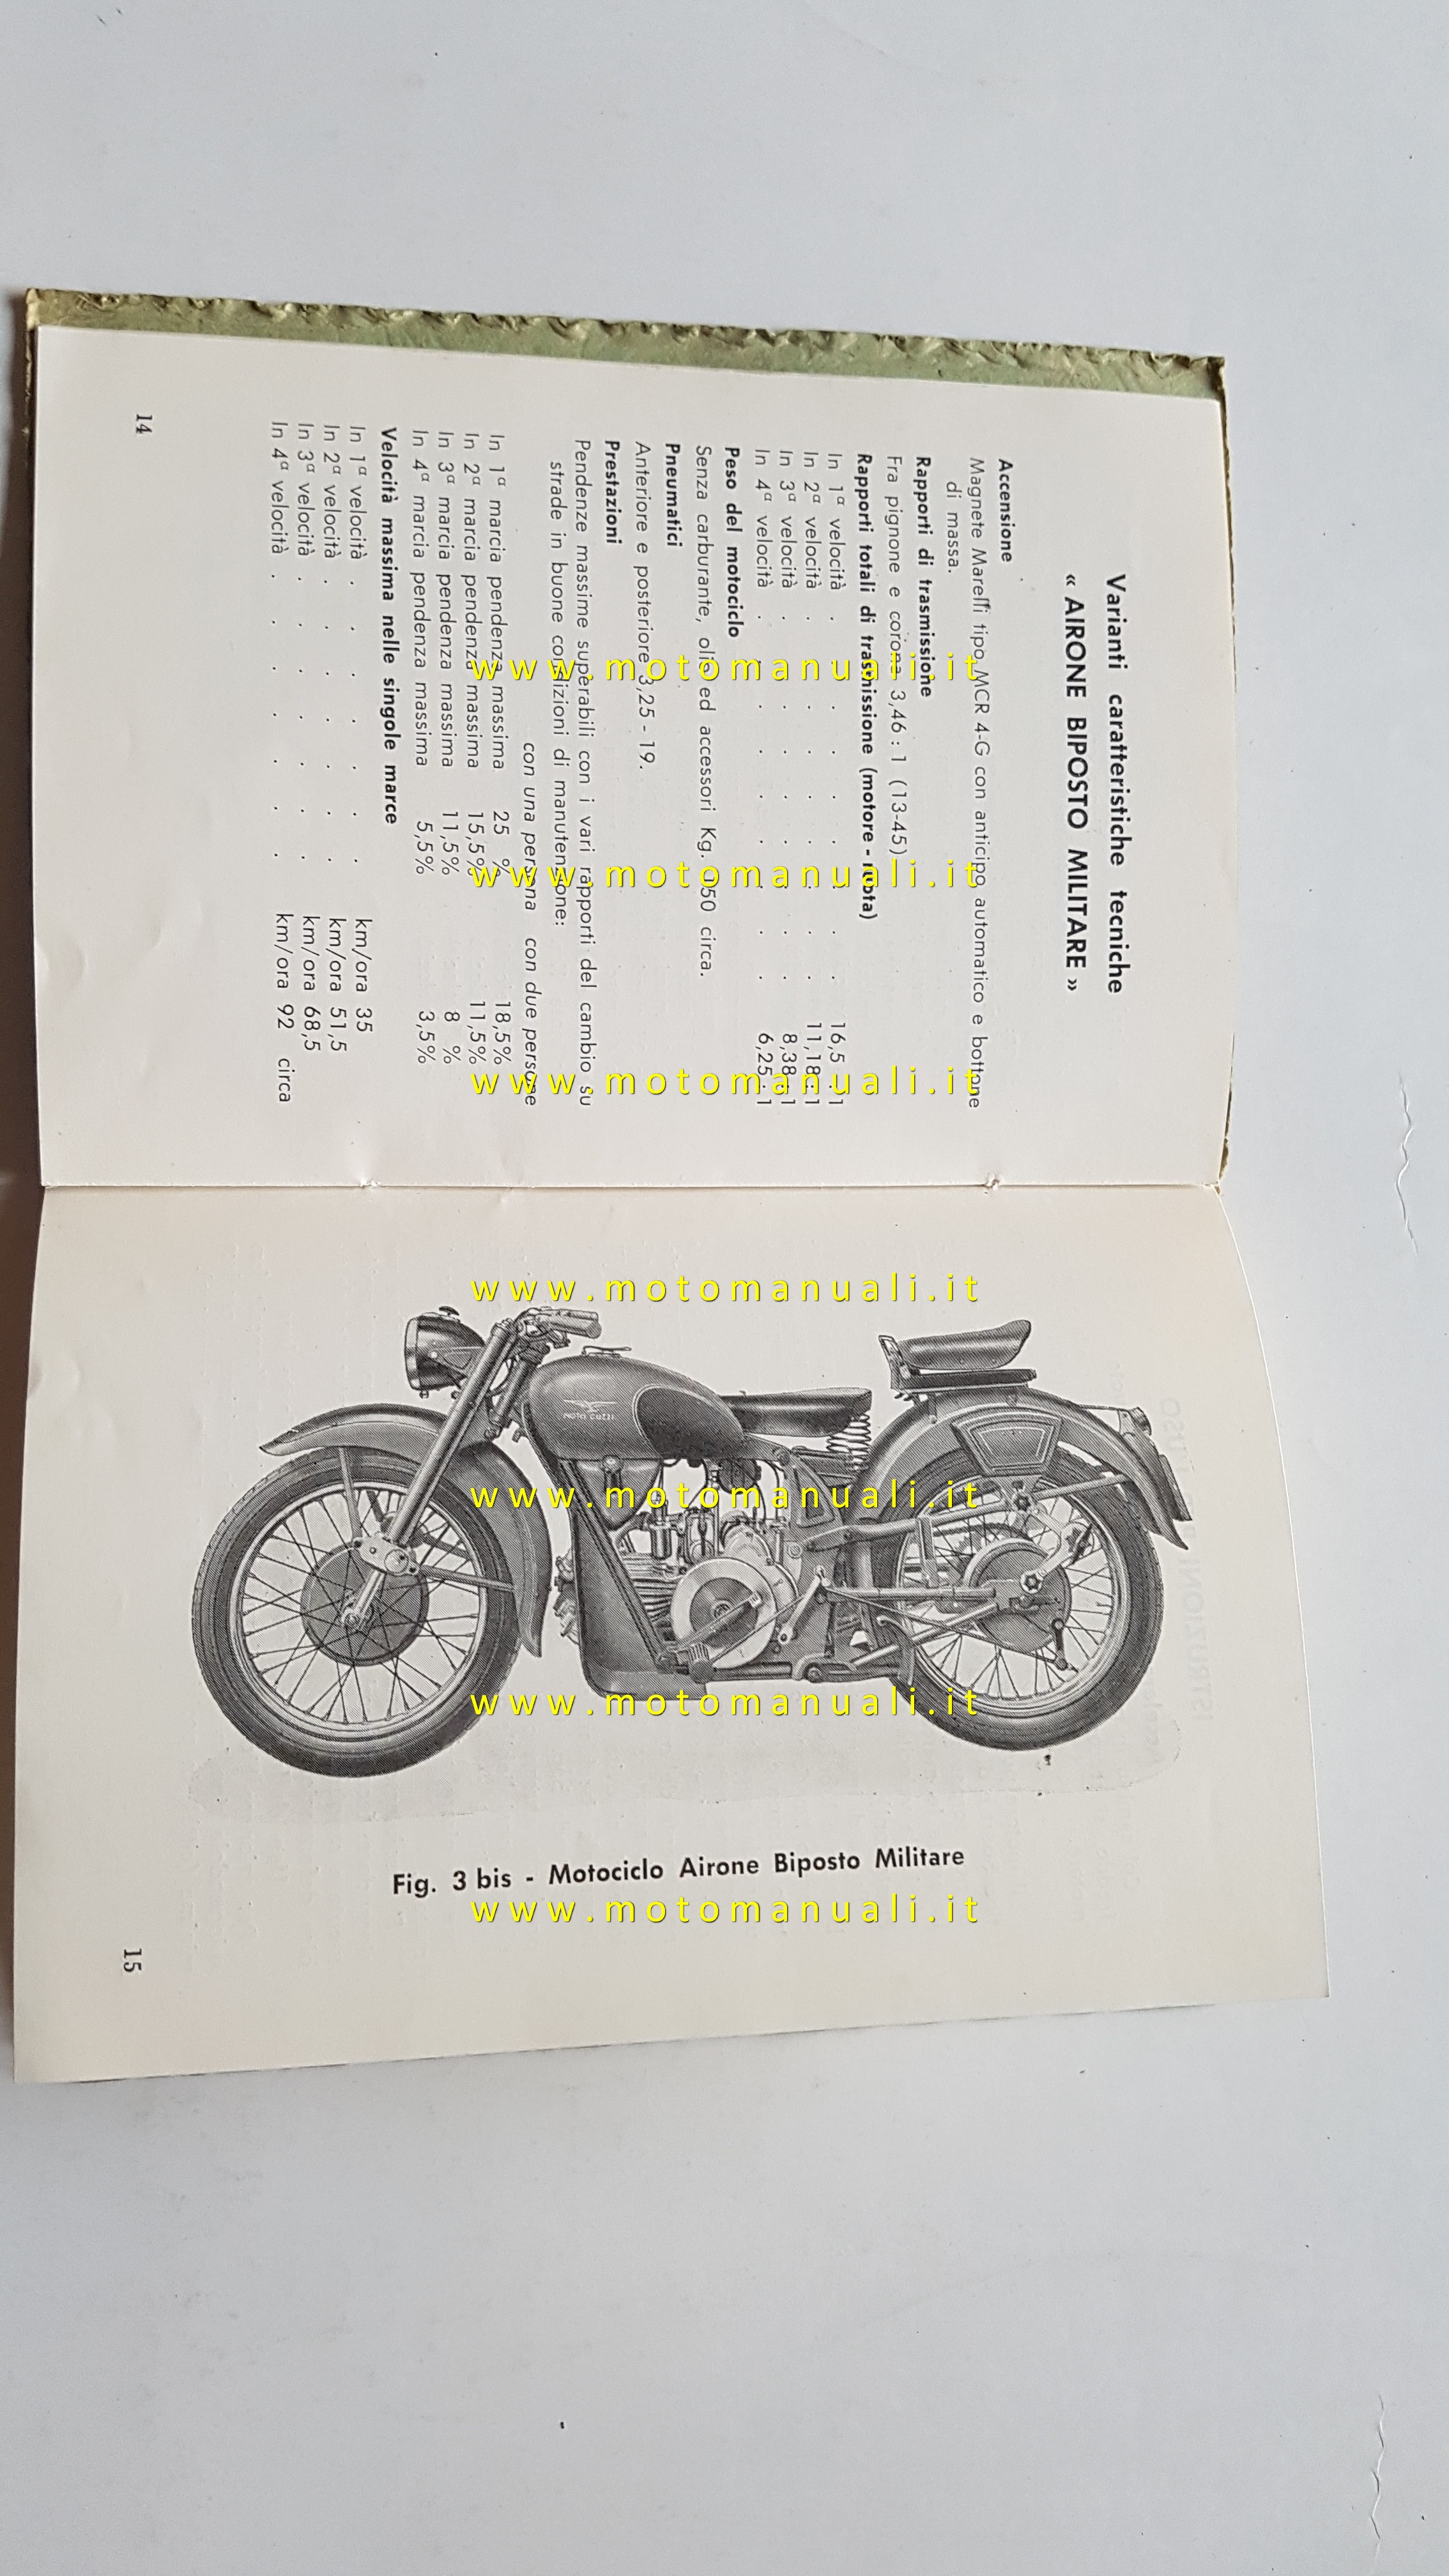 Varianti caratteristiche tecniche
« AIRONE BIPOSTO MILITARE »
Accensione
Magnete Marelli tipo MCR 4-G con anticipo automatico e bottone
di massa.
Rapporti di trasmissione
Fra pignone e corona 3,46 : 1 (13-45)
Rapporti totali di trasmissione (motore - ruota)
In 1ª velocità . . . . . . . . . 16,5 : 1
In 2ª velocità . . . . . . . . . 11,18 : 1
In 3ª velocità . . . . . . . . . 8,38 : 1
In 4ª velocità . . . . . . . . . 6,25 : 1
Peso del motociclo
Senza carburante, olio ed accessori Kg. 150 circa.
Pneumatici
Anteriore e posteriore 3,25 - 19.
Prestazioni
Pendenze massime superabili con i vari rapporti del cambio su
strade in buone condizioni di manutenzione:
con una persona con due persone
In 1ª marcia pendenza massima 25 % 18,5%
In 2ª marcia pendenza massima 15,5% 11,5%
In 3ª marcia pendenza massima 11,5% 8 %
In 4ª marcia pendenza massima 5,5% 3,5%
Velocità massima nelle singole marce
In 1ª velocità . . . . . . . km/ora 35
In 2ª velocità . . . . . . . km/ora 51,5
In 3ª velocità . . . . . . . km/ora 68,5
In 4ª velocità . . . . . . . km/ora 92 circa
14
MOTO GUZZI
Fig. 3 bis - Motociclo Airone Biposto Militare
15
www.motomanuali.it
www.motomanuali.it
www.motomanuali.it
www.motomanuali.it
www.motomanuali.it
www.motomanuali.it
www.motomanuali.it